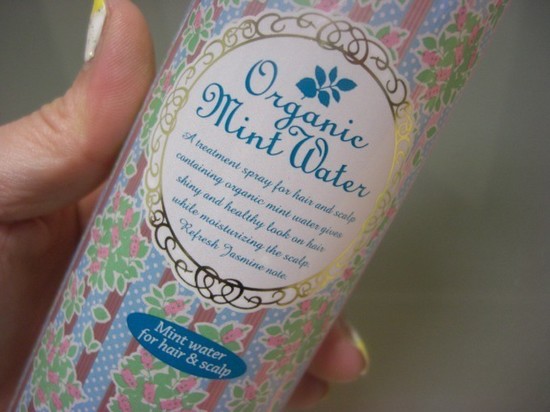 Organic
Mint Water
A treatment spray for hair and scalp
containing organic mint water gives
shiny and healthy look on hair
while moisturizing the scalp.
Refresh Jasmine note.
Mint water
for hair & scalp